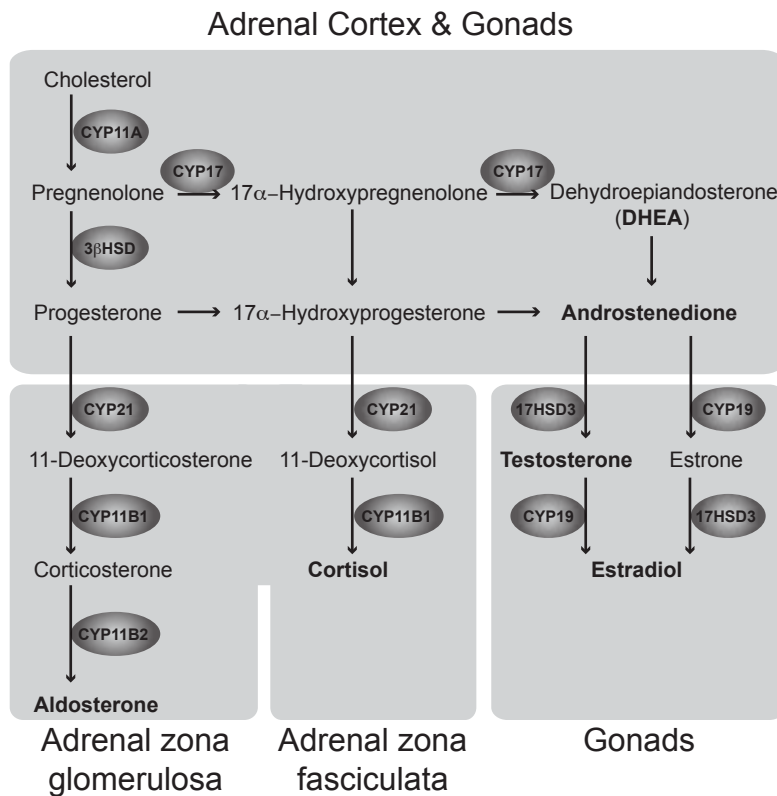 Adrenal Cortex & Gonads
Cholesterol
CYP11A
CYP17
CYP17
Pregnenolone
17α−Hydroxypregnenolone
Dehydroepiandosterone
(DHEA)
3βHSD
Progesterone
17α−Hydroxyprogesterone
Androstenedione
CYP21
CYP21
17HSD3
CYP19
11-Deoxycorticosterone
11-Deoxycortisol
Testosterone
Estrone
CYP11B1
CYP11B1
CYP19
17HSD3
Corticosterone
Cortisol
Estradiol
CYP11B2
Aldosterone
Adrenal zona
glomerulosa
Adrenal zona
fasciculata
Gonads